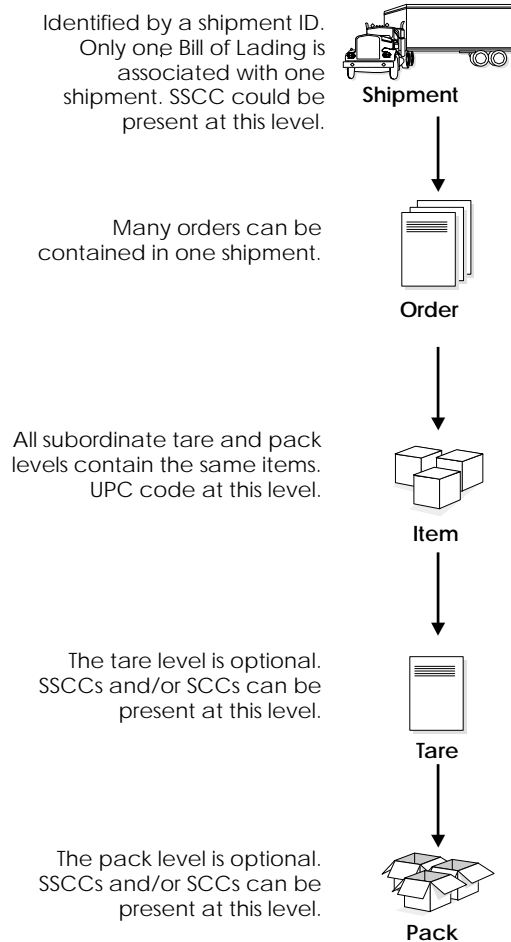 Identified by a shipment ID.
Only one Bill of Lading is
associated with one
shipment. SSCC could be
present at this level.
Shipment
Many orders can be
contained in one shipment.
Order
All subordinate tare and pack
levels contain the same items.
UPC code at this level.
Item
The tare level is optional.
SSCCs and/or SCCs can be
present at this level.
Tare
The pack level is optional.
SSCCs and/or SCCs can be
present at this level.
Pack